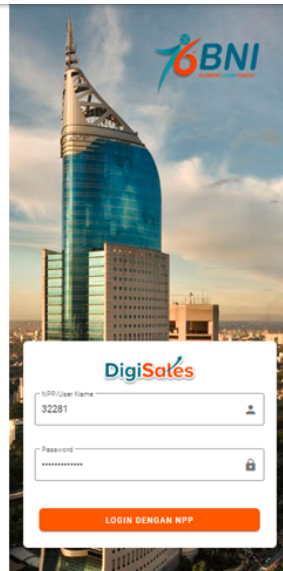 76 BNI
DigiSales
NPP/User Name
32281
Password
•••••••••••••
LOGIN DENGAN NPP